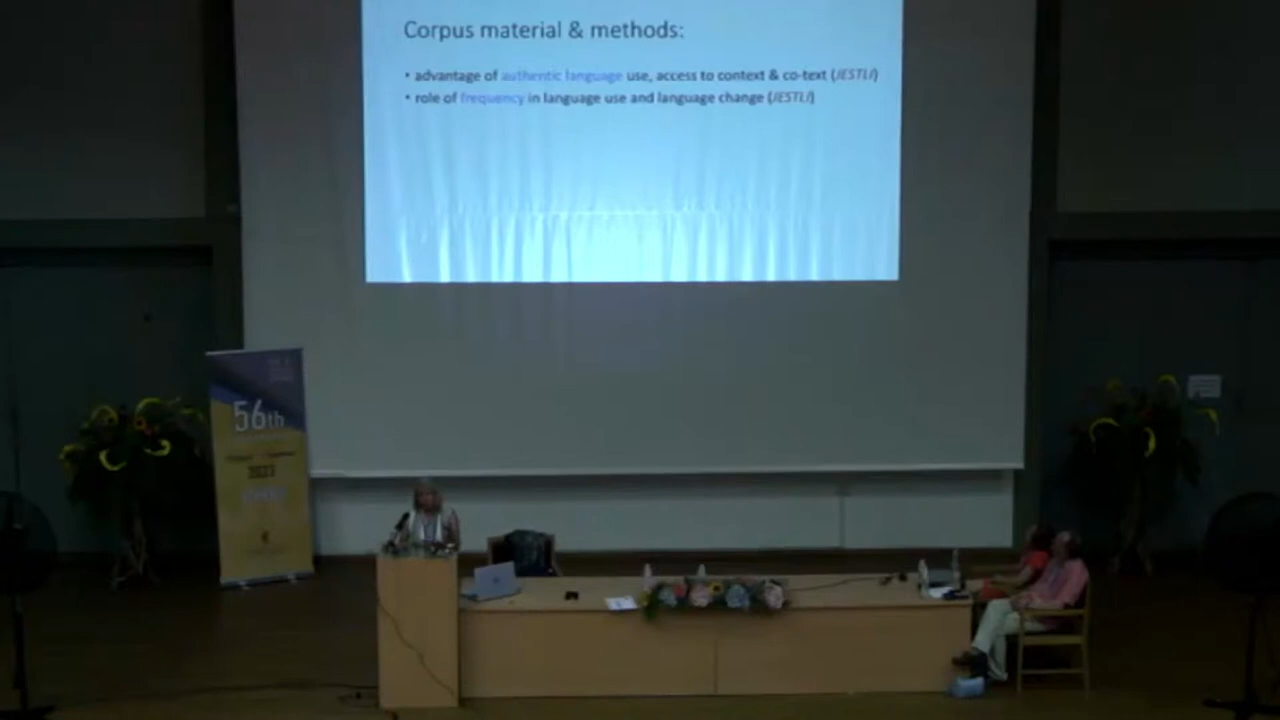 Corpus material & methods:
• advantage of authentic language use, access to context & co-text (JESTLI)
• role of frequency in language use and language change (JESTLI)
56th